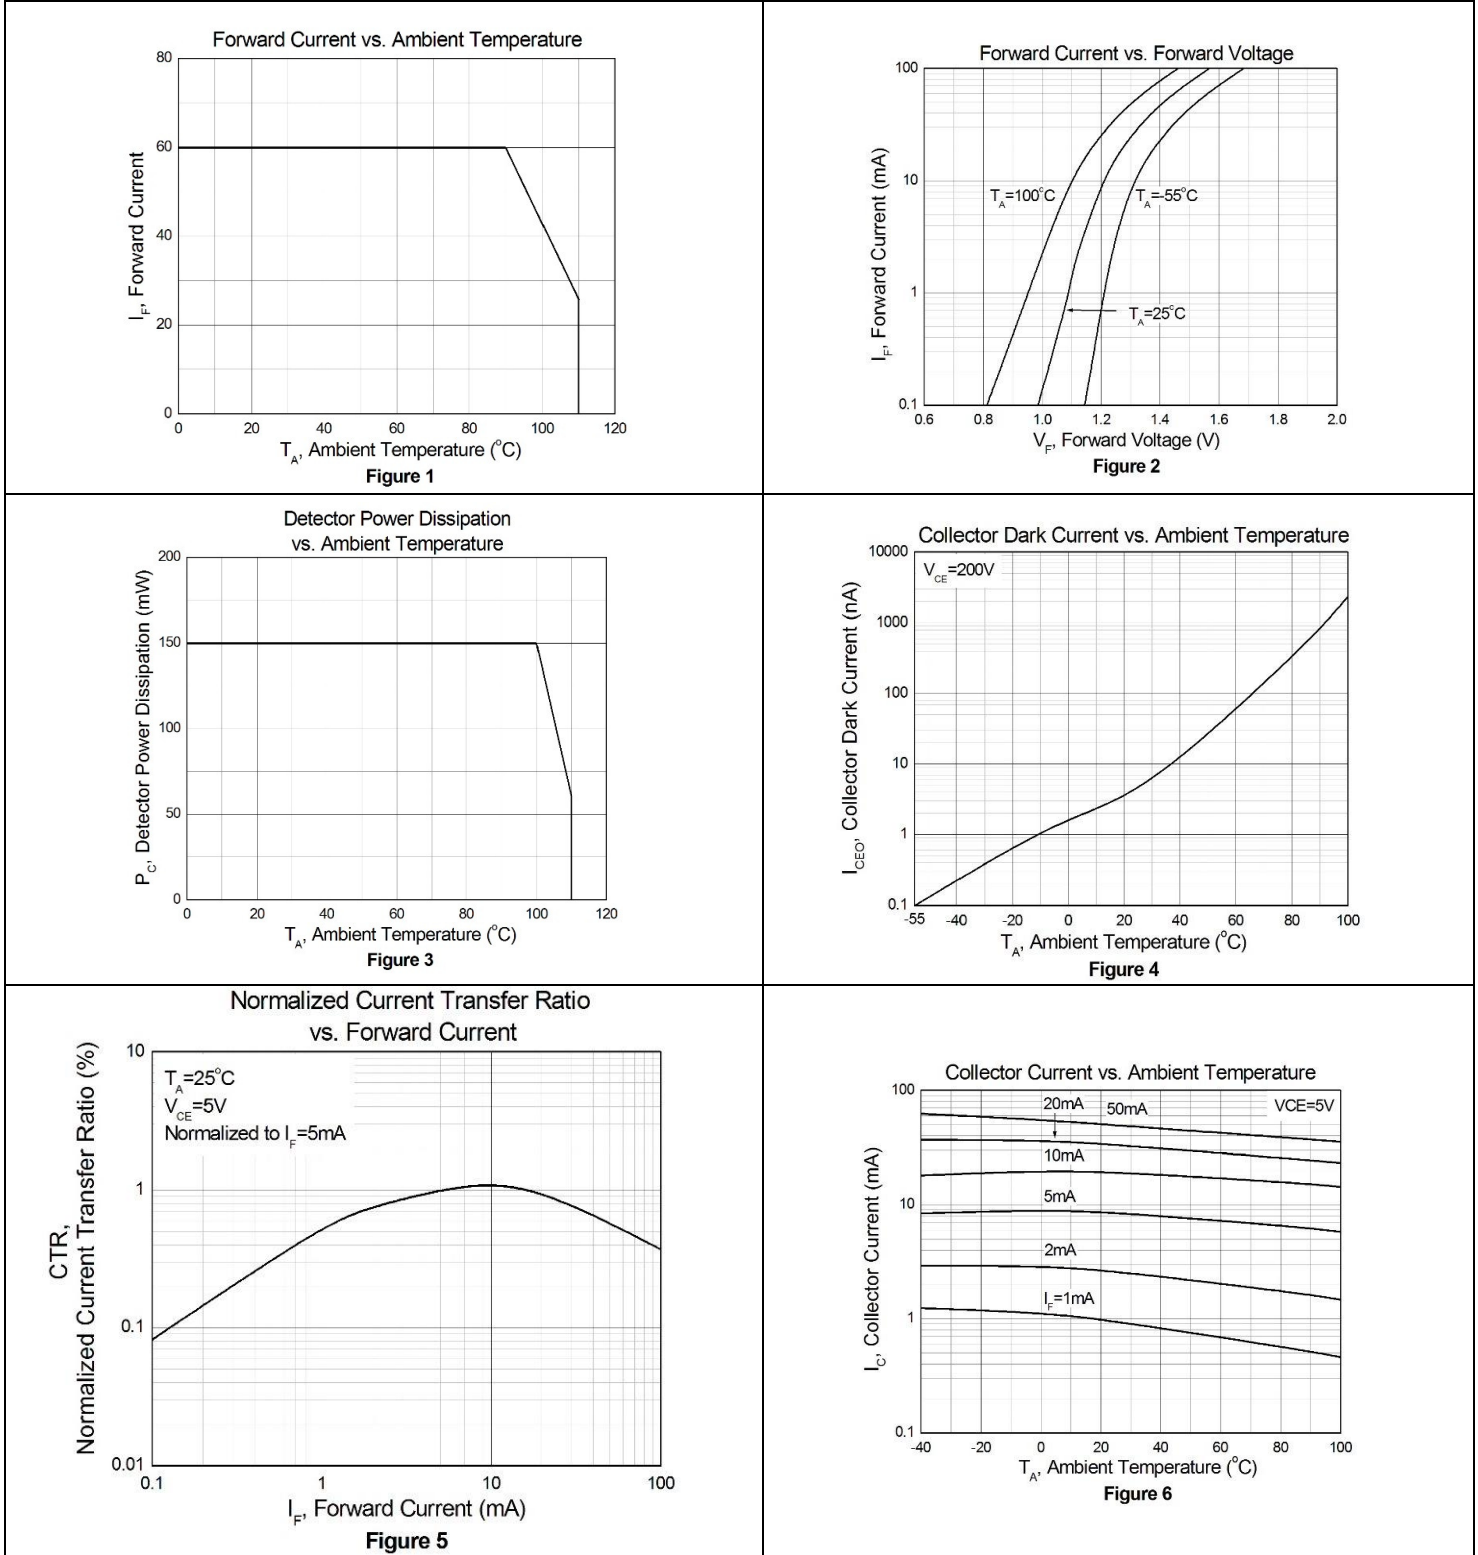 Forward Current vs. Ambient Temperature
80
60
40
20
0
0 20 40 60 80 100 120
I_F, Forward Current
T_A, Ambient Temperature (°C)
Figure 1
Forward Current vs. Forward Voltage
100
10
1
0.1
T_A=100°C
T_A=-55°C
T_A=25°C
0.6 0.8 1.0 1.2 1.4 1.6 1.8 2.0
I_F, Forward Current (mA)
V_F, Forward Voltage (V)
Figure 2
Detector Power Dissipation
vs. Ambient Temperature
200
150
100
50
0
0 20 40 60 80 100 120
P_C, Detector Power Dissipation (mW)
T_A, Ambient Temperature (°C)
Figure 3
Collector Dark Current vs. Ambient Temperature
V_CE=200V
10000
1000
100
10
1
0.1
-55 -40 -20 0 20 40 60 80 100
I_CEO, Collector Dark Current (nA)
T_A, Ambient Temperature (°C)
Figure 4
Normalized Current Transfer Ratio
vs. Forward Current
T_A=25°C
V_CE=5V
Normalized to I_F=5mA
10
1
0.1
0.01
0.1 1 10 100
CTR,
Normalized Current Transfer Ratio (%)
I_F, Forward Current (mA)
Figure 5
Collector Current vs. Ambient Temperature
100
10
1
0.1
20mA
50mA
VCE=5V
10mA
5mA
2mA
I_F=1mA
-40 -20 0 20 40 60 80 100
I_C, Collector Current (mA)
T_A, Ambient Temperature (°C)
Figure 6